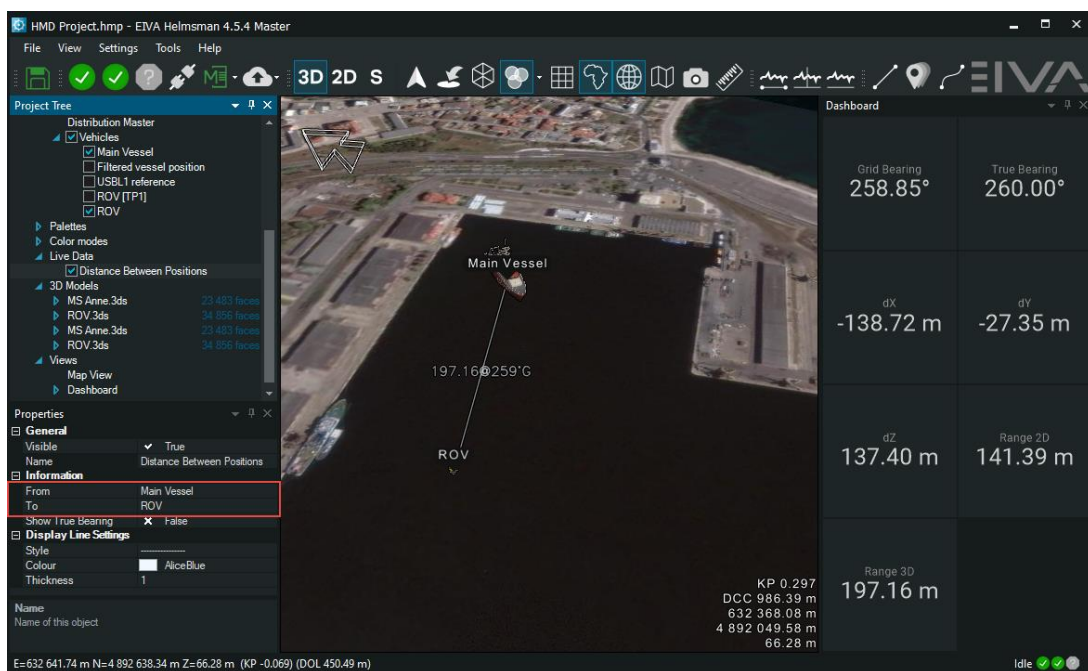 HMD Project.hmp - EIVA Helmsman 4.5.4 Master
File View Settings Tools Help
3D 2D S EIVA
Project Tree
Distribution Master
Vehicles
Main Vessel
Filtered vessel position
USBL1 reference
ROV [TP1]
ROV
Palettes
Color modes
Live Data
Distance Between Positions
3D Models
MS Anne.3ds 23 483 faces
ROV.3ds 34 856 faces
MS Anne.3ds 23 483 faces
ROV.3ds 34 856 faces
Views
Map View
Dashboard
Properties
General
Visible True
Name Distance Between Positions
Information
From Main Vessel
To ROV
Show True Bearing False
Display Line Settings
Style
Colour AliceBlue
Thickness 1
Name
Name of this object
Main Vessel
197.16@259°G
ROV
KP 0.297
DCC 986.39 m
632 368.08 m
4 892 049.58 m
66.28 m
Dashboard
Grid Bearing
258.85°
True Bearing
260.00°
dX
-138.72 m
dY
-27.35 m
dZ
137.40 m
Range 2D
141.39 m
Range 3D
197.16 m
E=632 641.74 m N=4 892 638.34 m Z=66.28 m (KP -0.069) (DOL 450.49 m)
Idle